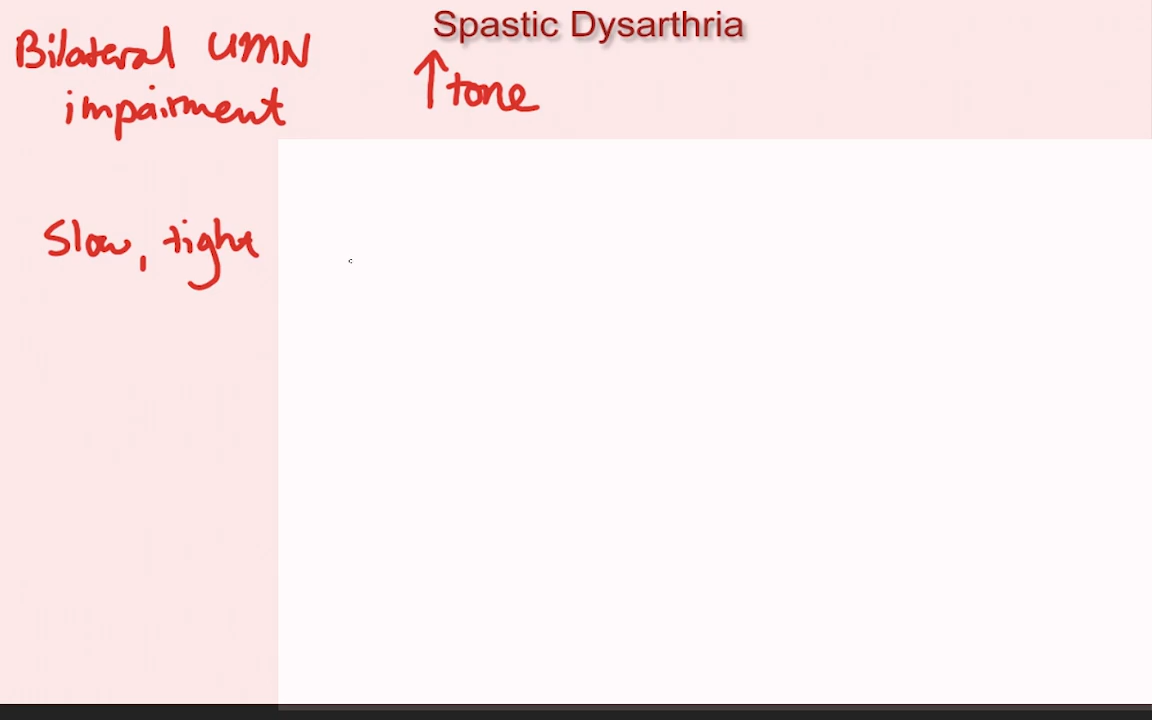 Spastic Dysarthria
Bilateral UMN
impairment
↑ tone
Slow, tight